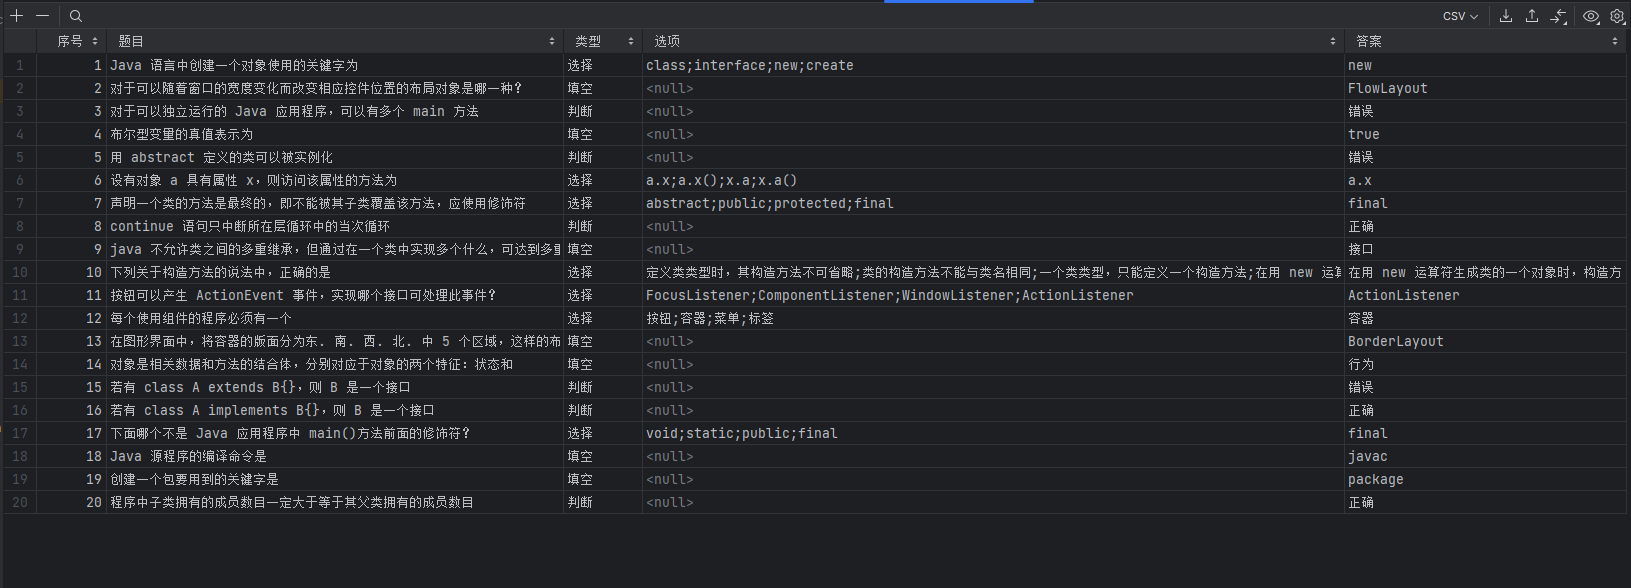 CSV
序号 题目 类型 选项 答案
1 1 Java 语言中创建一个对象使用的关键字为 选择 class;interface;new;create new
2 2 对于可以随着窗口的宽度变化而改变相应控件位置的布局对象是哪一种? 填空 <null> FlowLayout
3 3 对于可以独立运行的 Java 应用程序，可以有多个 main 方法 判断 <null> 错误
4 4 布尔型变量的真值表示为 填空 <null> true
5 5 用 abstract 定义的类可以被实例化 判断 <null> 错误
6 6 设有对象 a 具有属性 x，则访问该属性的方法为 选择 a.x;a.x();x.a;x.a() a.x
7 7 声明一个类的方法是最终的，即不能被其子类覆盖该方法，应使用修饰符 选择 abstract;public;protected;final final
8 8 continue 语句只中断所在层循环中的当次循环 判断 <null> 正确
9 9 java 不允许类之间的多重继承，但通过在一个类中实现多个什么，可达到多重 填空 <null> 接口
10 10 下列关于构造方法的说法中，正确的是 选择 定义类类型时，其构造方法不可省略;类的构造方法不能与类名相同;一个类类型，只能定义一个构造方法;在用 new 运算 在用 new 运算符生成类的一个对象时，构造方
11 11 按钮可以产生 ActionEvent 事件，实现哪个接口可处理此事件? 选择 FocusListener;ComponentListener;WindowListener;ActionListener ActionListener
12 12 每个使用组件的程序必须有一个 选择 按钮;容器;菜单;标签 容器
13 13 在图形界面中，将容器的版面分为东. 南. 西. 北. 中 5 个区域，这样的布 填空 <null> BorderLayout
14 14 对象是相关数据和方法的结合体，分别对应于对象的两个特征：状态和 填空 <null> 行为
15 15 若有 class A extends B{}，则 B 是一个接口 判断 <null> 错误
16 16 若有 class A implements B{}，则 B 是一个接口 判断 <null> 正确
17 17 下面哪个不是 Java 应用程序中 main()方法前面的修饰符? 选择 void;static;public;final final
18 18 Java 源程序的编译命令是 填空 <null> javac
19 19 创建一个包要用到的关键字是 填空 <null> package
20 20 程序中子类拥有的成员数目一定大于等于其父类拥有的成员数目 判断 <null> 正确